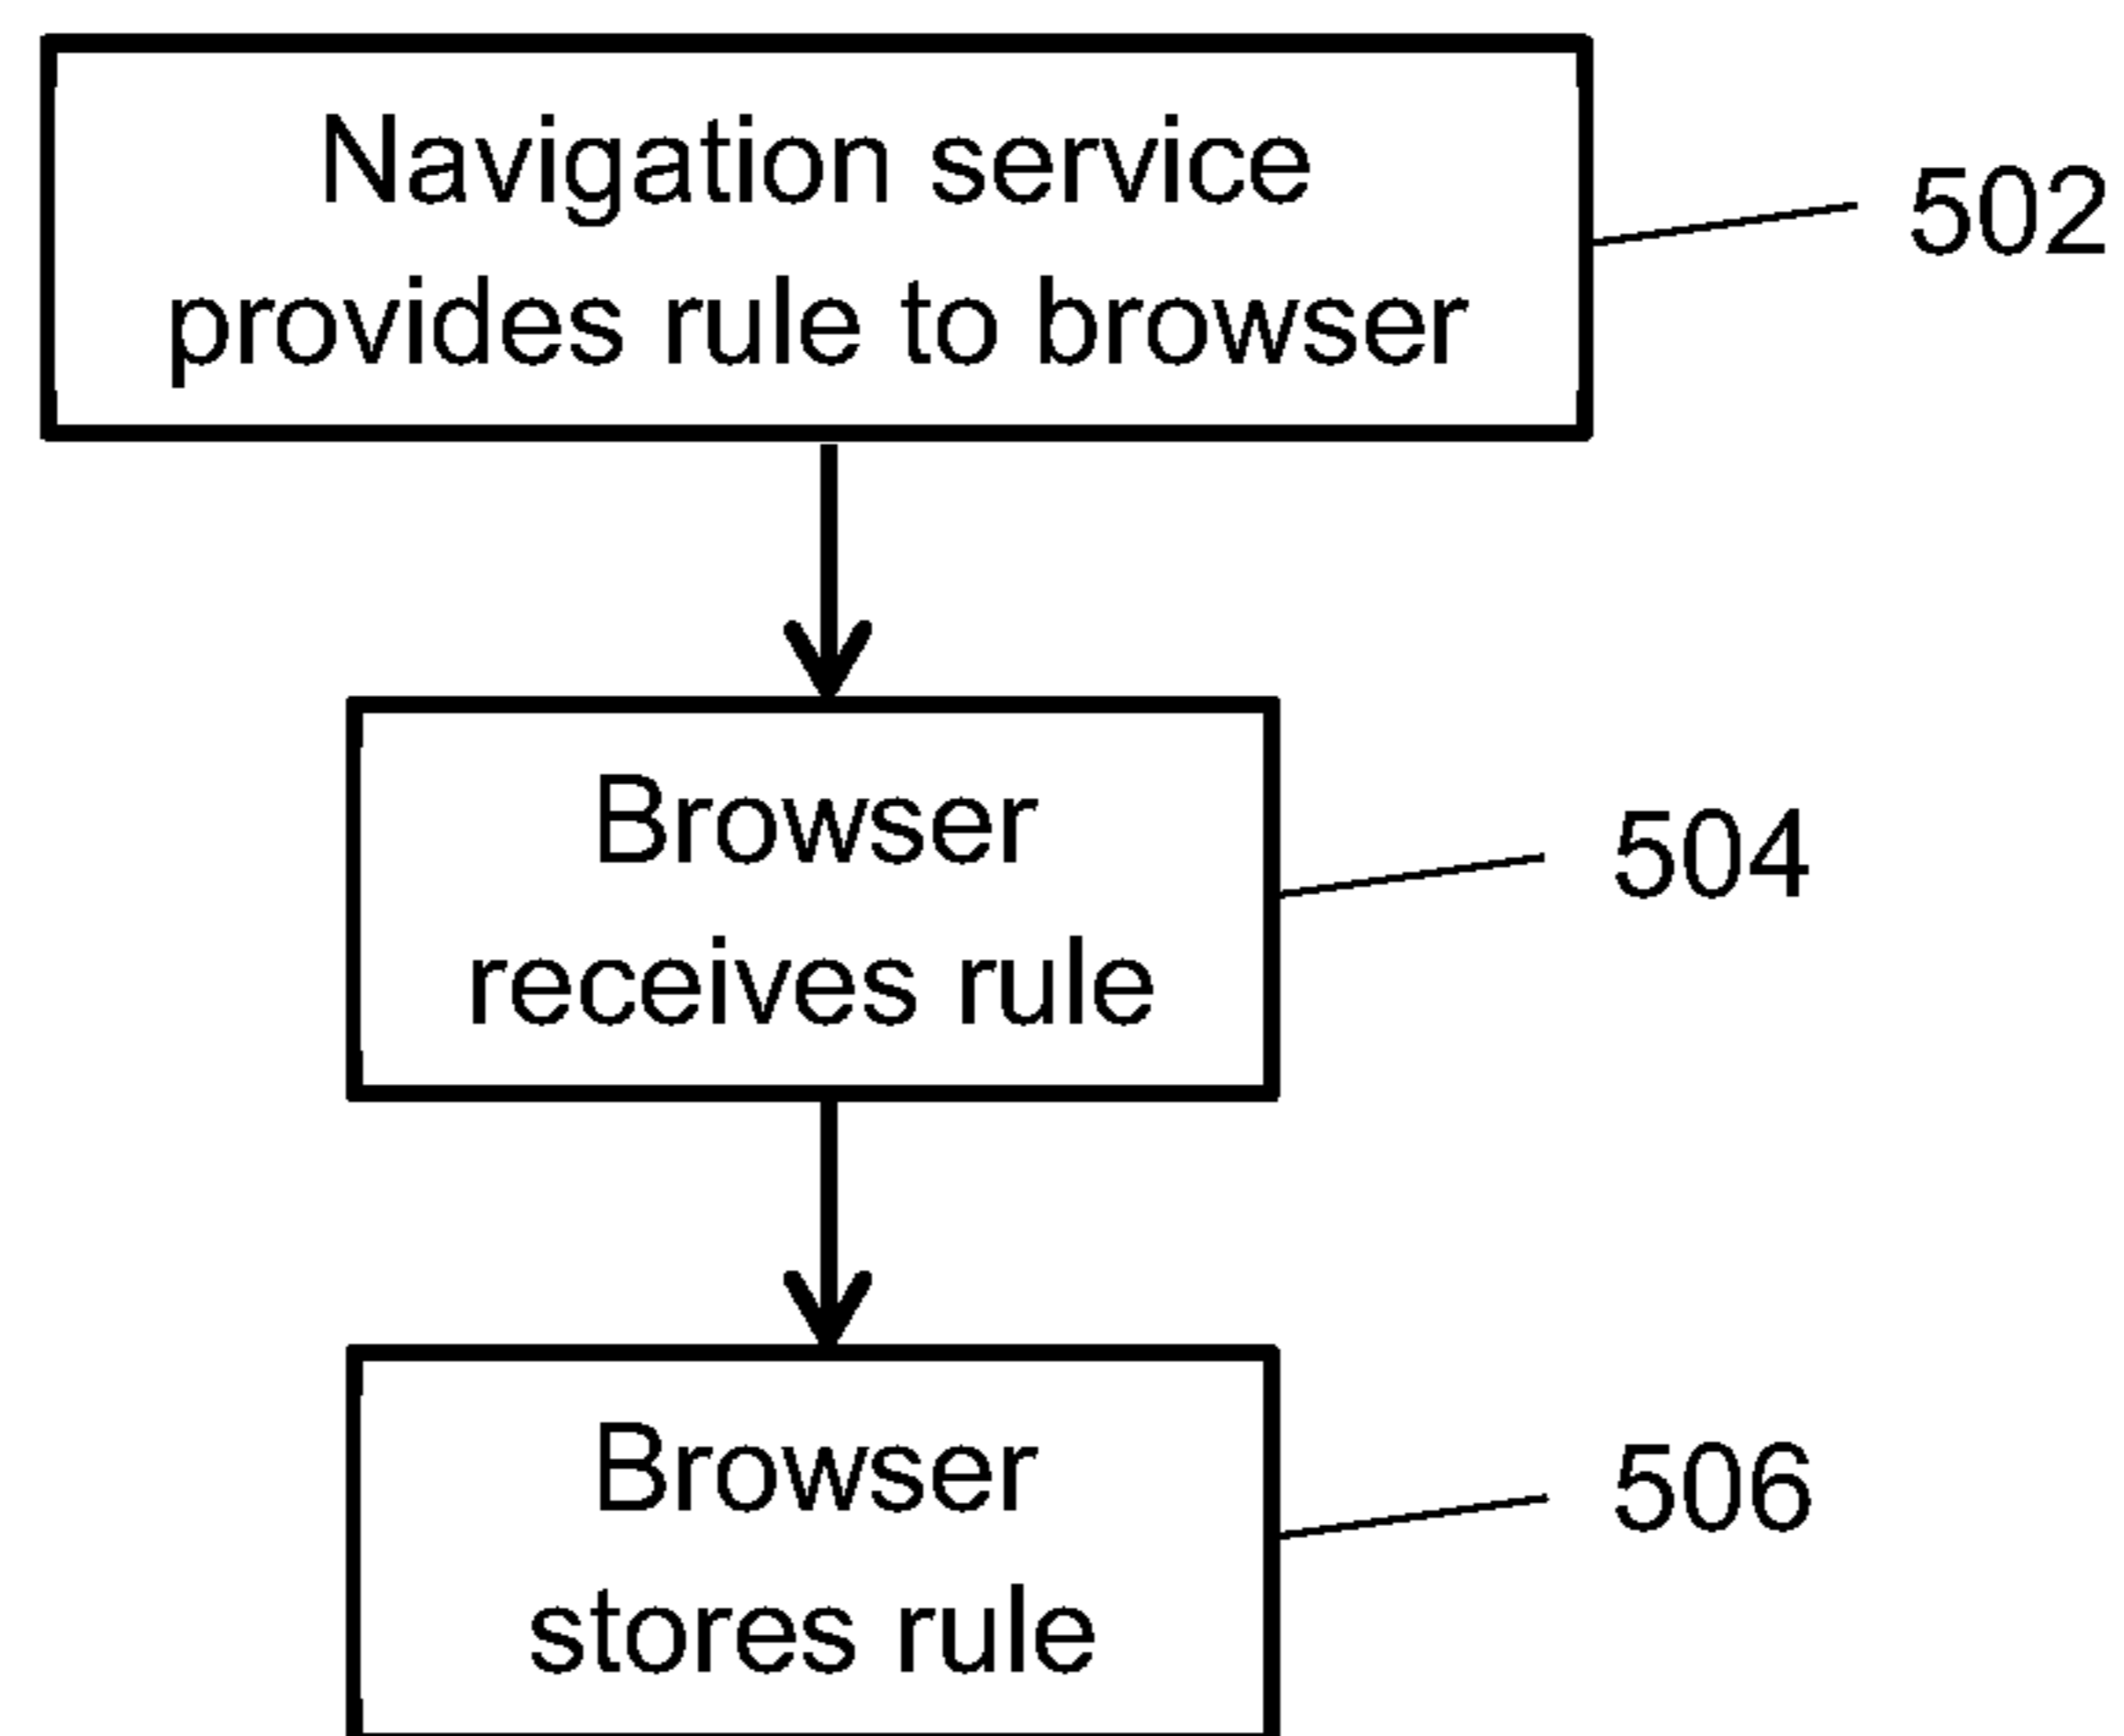 Navigation service
provides rule to browser
502
Browser
receives rule
504
Browser
stores rule
506